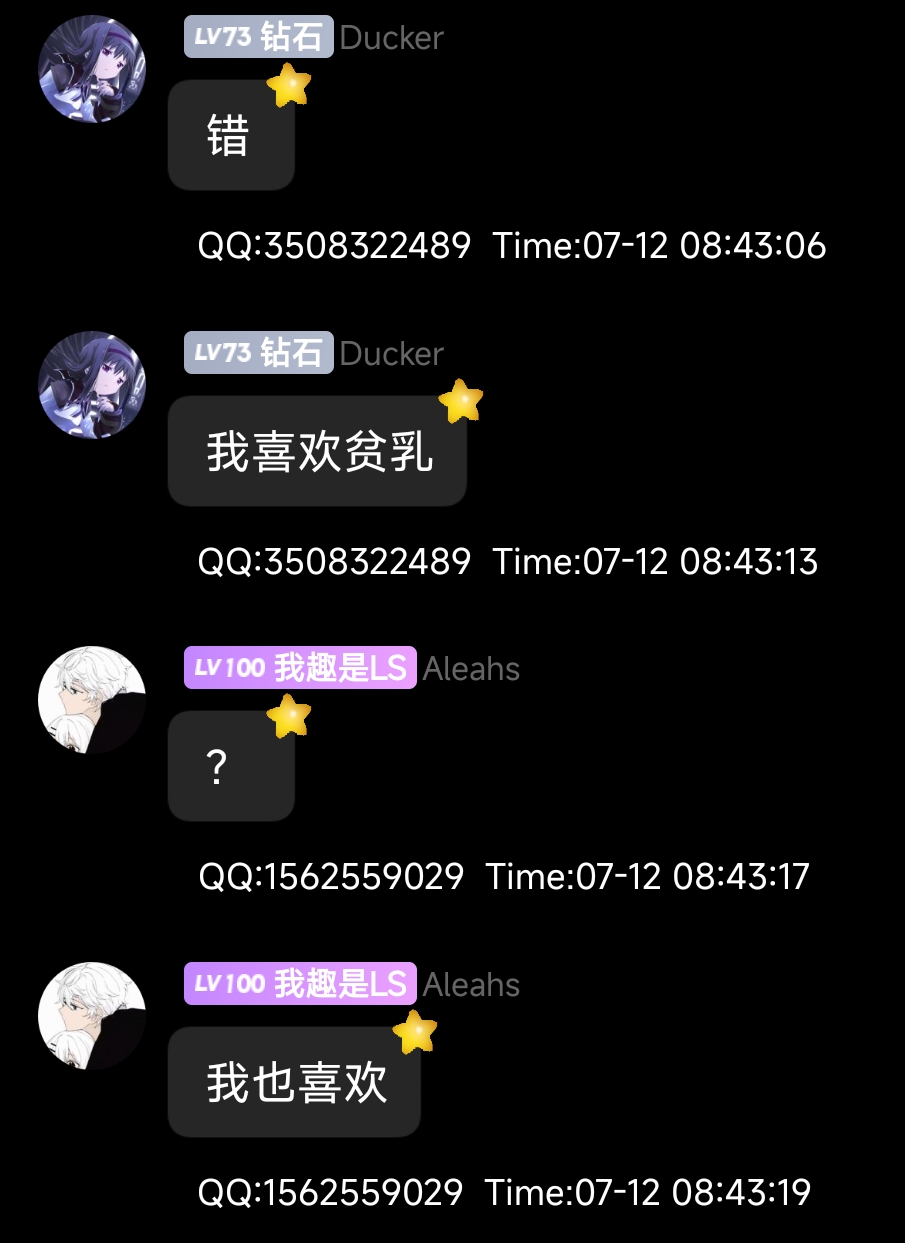 LV73 钻石 Ducker
错
QQ:3508322489 Time:07-12 08:43:06
LV73 钻石 Ducker
我喜欢贫乳
QQ:3508322489 Time:07-12 08:43:13
LV100 我趣是LS Aleahs
？
QQ:1562559029 Time:07-12 08:43:17
LV100 我趣是LS Aleahs
我也喜欢
QQ:1562559029 Time:07-12 08:43:19